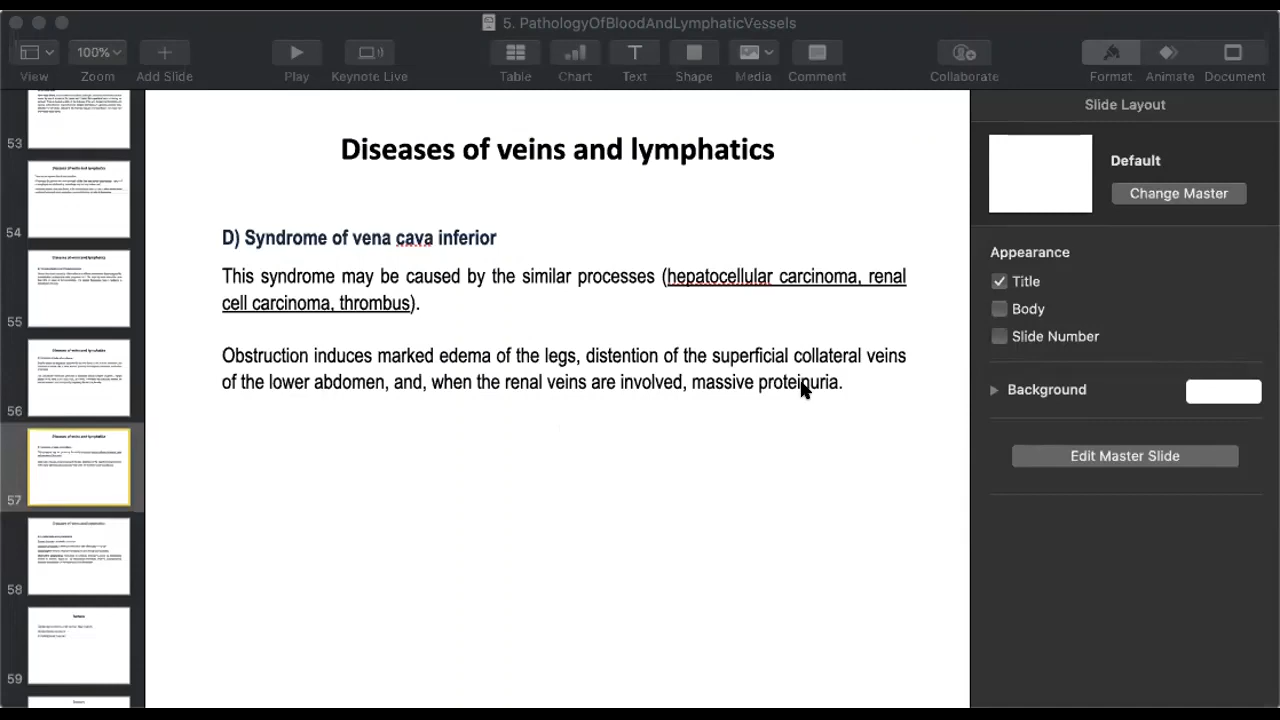 5. PathologyOfBloodAndLymphaticVessels
100%
View
Zoom
Add Slide
Play
Keynote Live
Table
Chart
Text
Shape
Media
Comment
Collaborate
Format
Animate
Document
53
54
55
56
57
58
59
Diseases of veins and lymphatics
D) Syndrome of vena cava inferior
This syndrome may be caused by the similar processes (hepatocellular carcinoma, renal
cell carcinoma, thrombus).
Obstruction induces marked edema of the legs, distention of the superficial collateral veins
of the lower abdomen, and, when the renal veins are involved, massive proteinuria.
Slide Layout
Default
Change Master
Appearance
Title
Body
Slide Number
Background
Edit Master Slide